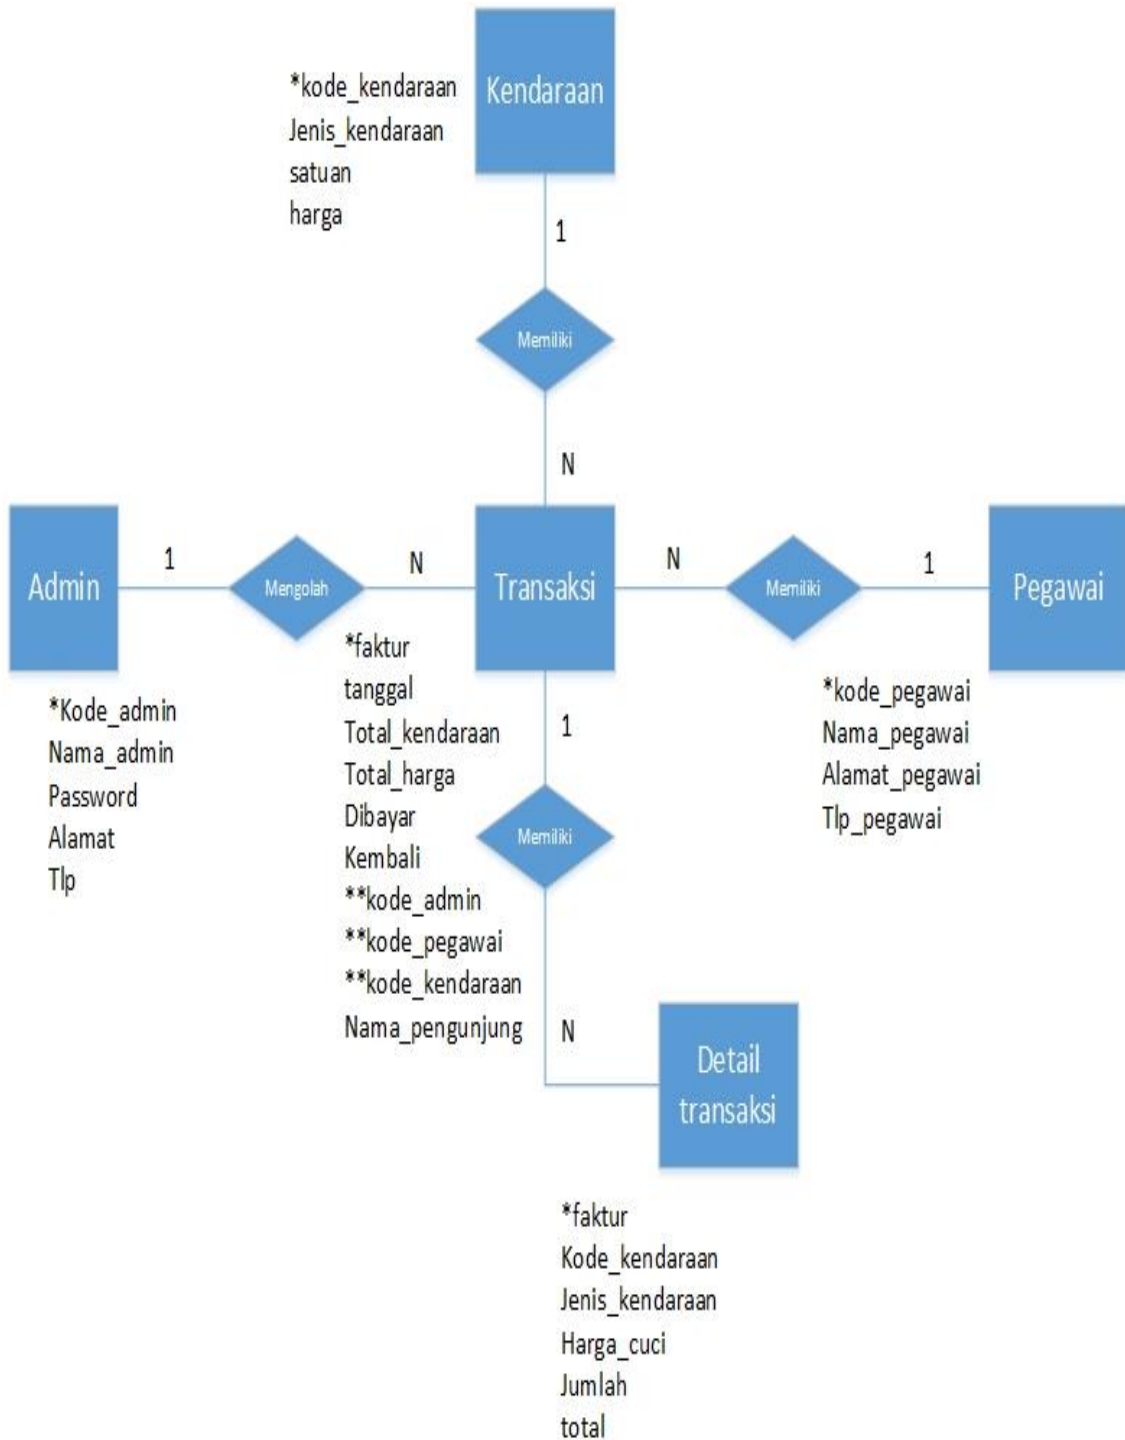 Kendaraan
*kode_kendaraan
Jenis_kendaraan
satuan
harga
1
Memiliki
N
Admin
1
Mengolah
N
Transaksi
N
Memiliki
1
Pegawai
*Kode_admin
Nama_admin
Password
Alamat
Tlp
*faktur
tanggal
Total_kendaraan
Total_harga
Dibayar
Kembali
**kode_admin
**kode_pegawai
**kode_kendaraan
Nama_pengunjung
1
Memiliki
N
*kode_pegawai
Nama_pegawai
Alamat_pegawai
Tlp_pegawai
Detail
transaksi
*faktur
Kode_kendaraan
Jenis_kendaraan
Harga_cuci
Jumlah
total